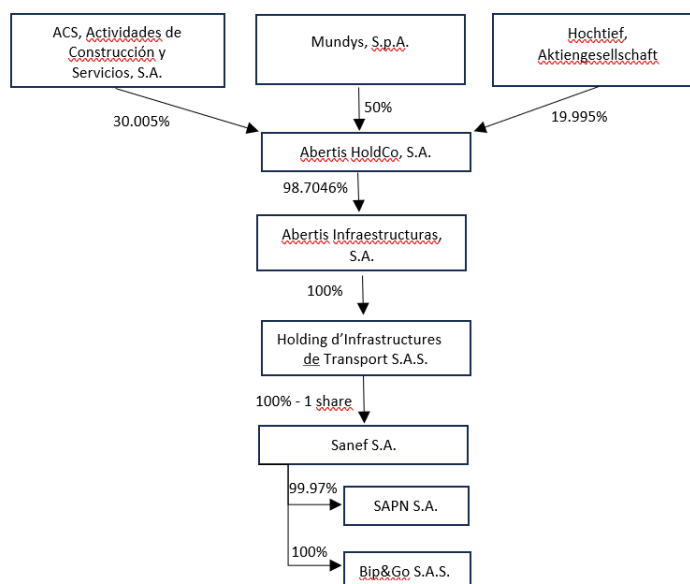 ACS, Actividades de
Construcción y
Servicios, S.A.
Mundys, S.p.A.
Hochtief,
Aktiengesellschaft
30.005%
50%
19.995%
Abertis HoldCo, S.A.
98.7046%
Abertis Infraestructuras,
S.A.
100%
Holding d'Infrastructures
de Transport S.A.S.
100% - 1 share
Sanef S.A.
99.97%
SAPN S.A.
100%
Bip&Go S.A.S.